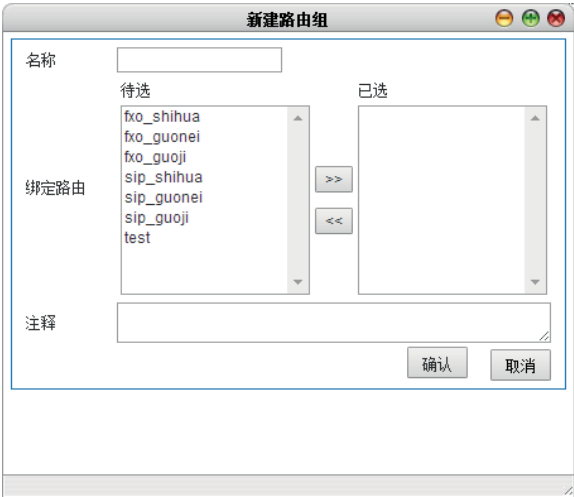 新建路由组
名称
待选
已选
fxo_shihua
fxo_guonei
fxo_guoji
sip_shihua
sip_guonei
sip_guoji
test
绑定路由
>>
<<
注释
确认
取消